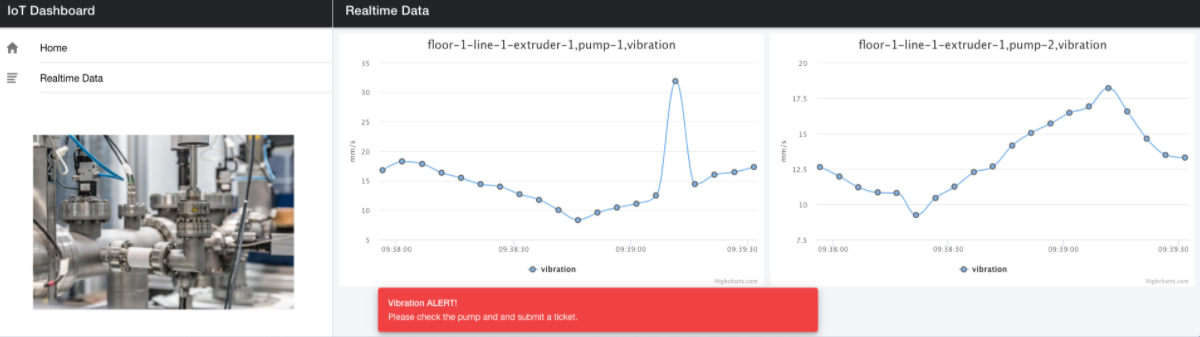 IoT Dashboard
Realtime Data
Home
Realtime Data
floor-1-line-1-extruder-1,pump-1,vibration
35
30
25
20
15
10
5
mm/s
09:38:00 09:38:30 09:39:00 09:39:30
vibration
Highcharts.com
floor-1-line-1-extruder-1,pump-2,vibration
20
17.5
15
12.5
10
7.5
mm/s
09:38:00 09:38:30 09:39:00 09:39:30
vibration
Highcharts.com
Vibration ALERT!
Please check the pump and and submit a ticket.